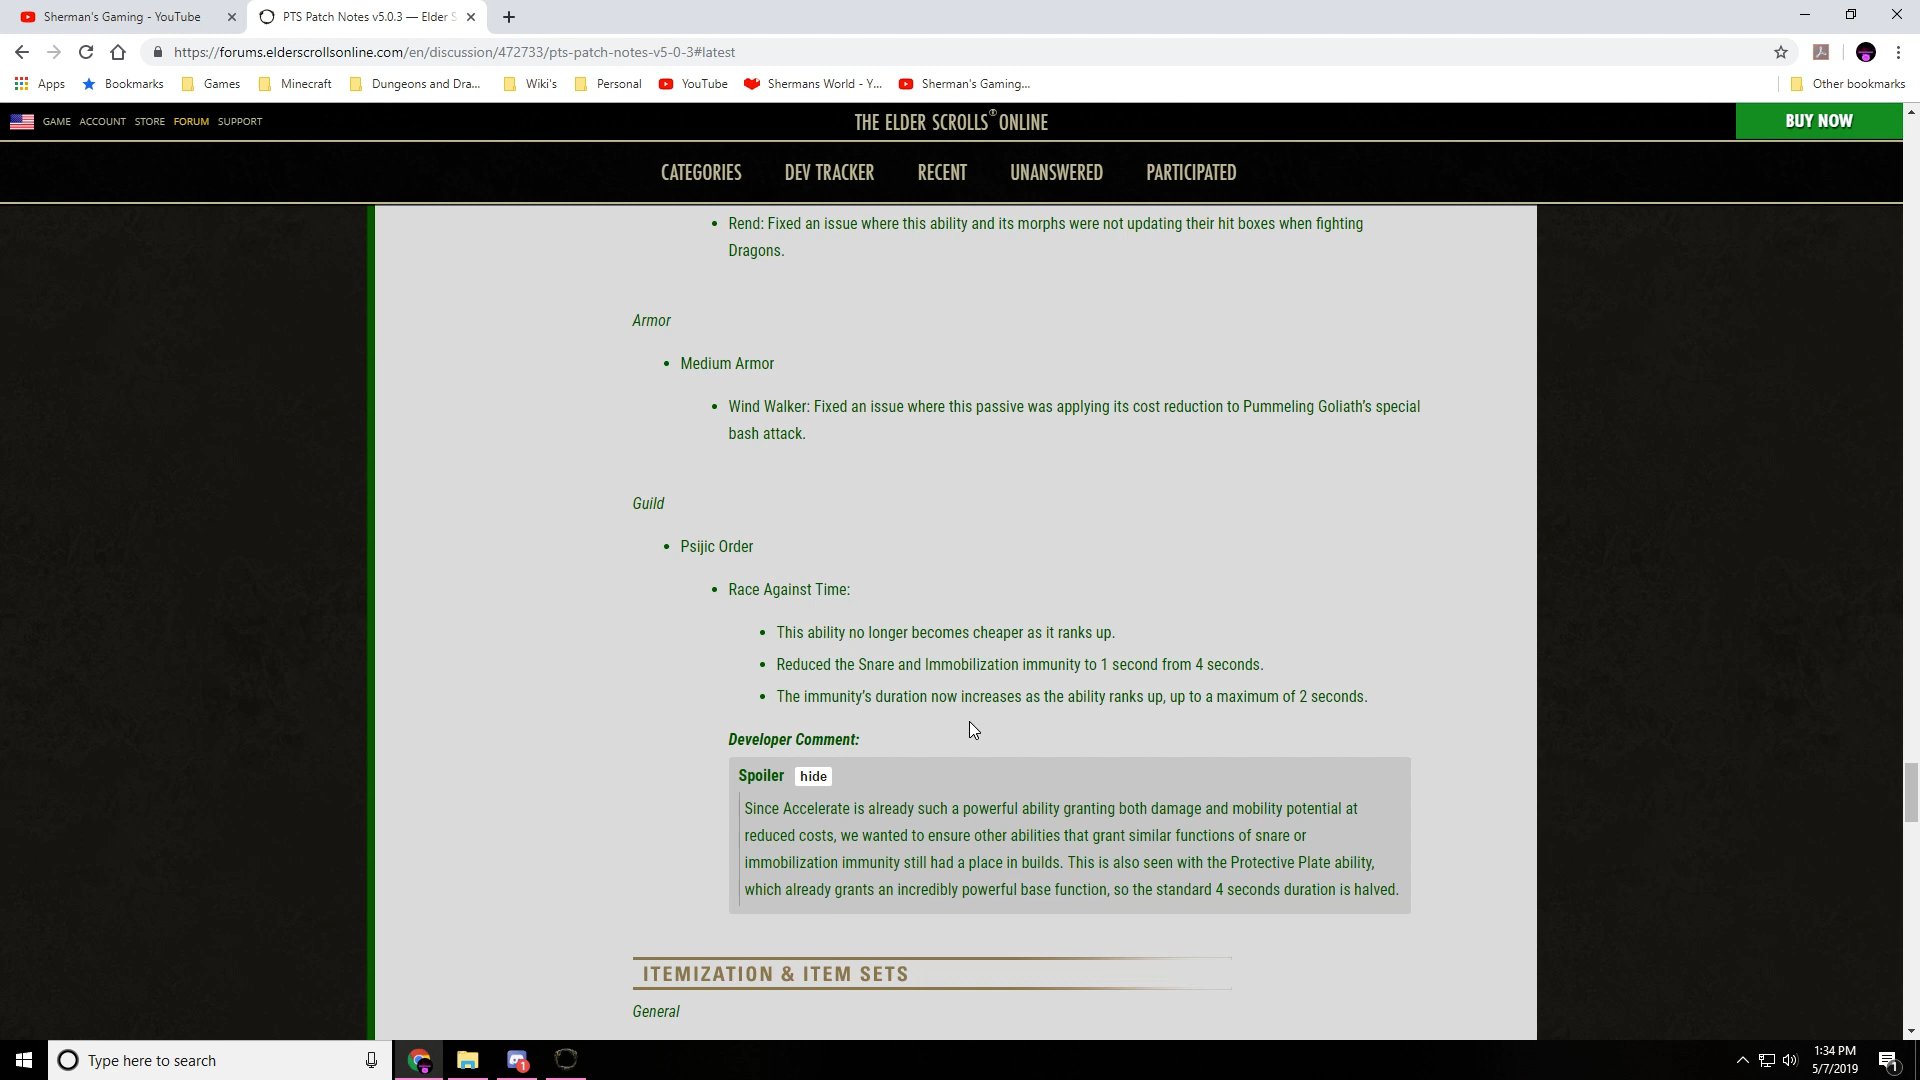 Sherman's Gaming - YouTube
PTS Patch Notes v5.0.3 — Elder S
https://forums.elderscrollsonline.com/en/discussion/472733/pts-patch-notes-v5-0-3#latest
Apps
Bookmarks
Games
Minecraft
Dungeons and Dra...
Wiki's
Personal
YouTube
Shermans World - Y...
Sherman's Gaming...
Other bookmarks
GAME ACCOUNT STORE FORUM SUPPORT
THE ELDER SCROLLS® ONLINE
BUY NOW
CATEGORIES DEV TRACKER RECENT UNANSWERED PARTICIPATED
• Rend: Fixed an issue where this ability and its morphs were not updating their hit boxes when fighting
Dragons.
Armor
• Medium Armor
• Wind Walker: Fixed an issue where this passive was applying its cost reduction to Pummeling Goliath's special
bash attack.
Guild
• Psijic Order
• Race Against Time:
• This ability no longer becomes cheaper as it ranks up.
• Reduced the Snare and Immobilization immunity to 1 second from 4 seconds.
• The immunity's duration now increases as the ability ranks up, up to a maximum of 2 seconds.
Developer Comment:
Spoiler hide
Since Accelerate is already such a powerful ability granting both damage and mobility potential at
reduced costs, we wanted to ensure other abilities that grant similar functions of snare or
immobilization immunity still had a place in builds. This is also seen with the Protective Plate ability,
which already grants an incredibly powerful base function, so the standard 4 seconds duration is halved.
ITEMIZATION & ITEM SETS
General
Type here to search
1
1:34 PM
5/7/2019
1